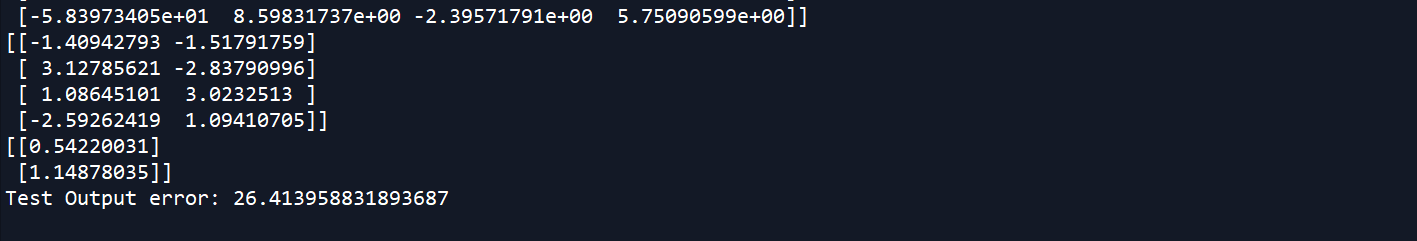 [-5.83973405e+01  8.59831737e+00 -2.39571791e+00  5.75090599e+00]]
[[-1.40942793 -1.51791759]
 [ 3.12785621 -2.83790996]
 [ 1.08645101  3.0232513 ]
 [-2.59262419  1.09410705]]
[[0.54220031]
 [1.14878035]]
Test Output error: 26.413958831893687